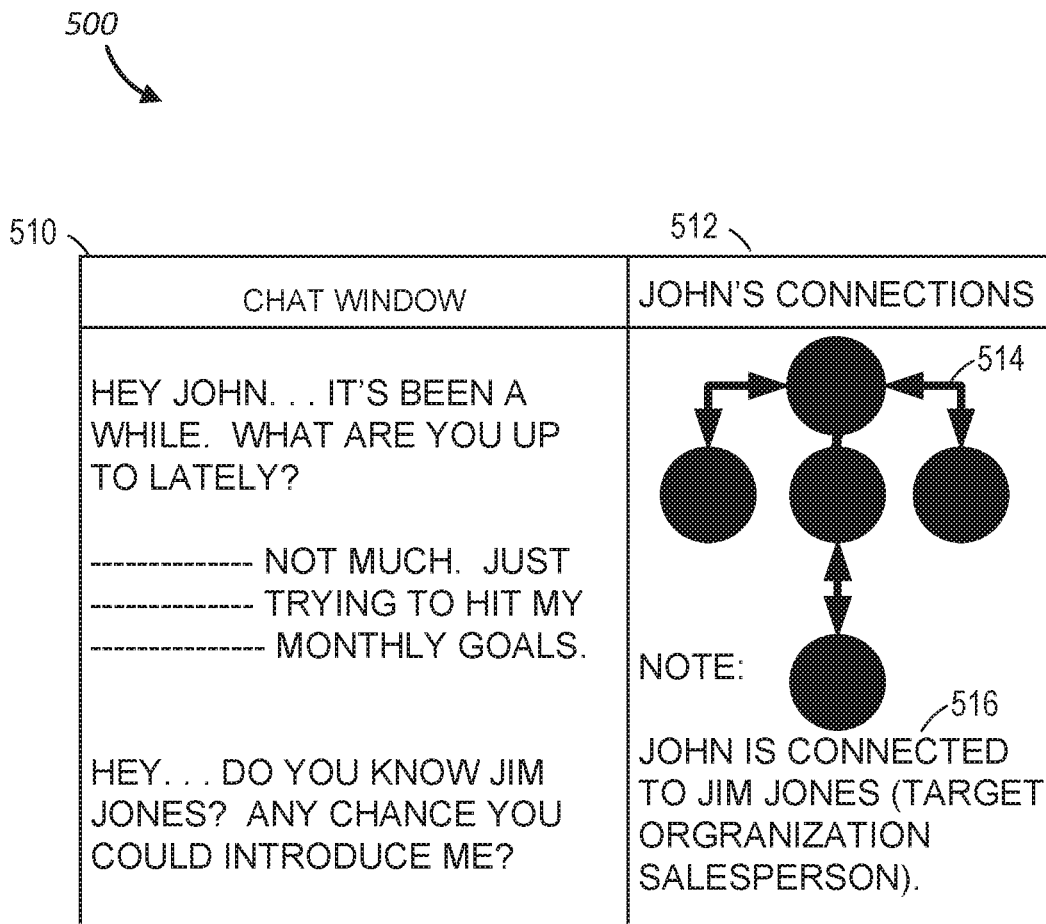 500
510
512
CHAT WINDOW
JOHN'S CONNECTIONS
HEY JOHN. . . IT'S BEEN A
WHILE. WHAT ARE YOU UP
TO LATELY?
------------- NOT MUCH. JUST
------------- TRYING TO HIT MY
-------------- MONTHLY GOALS.
HEY. . . DO YOU KNOW JIM
JONES? ANY CHANCE YOU
COULD INTRODUCE ME?
514
NOTE:
516
JOHN IS CONNECTED
TO JIM JONES (TARGET
ORGRANIZATION
SALESPERSON).